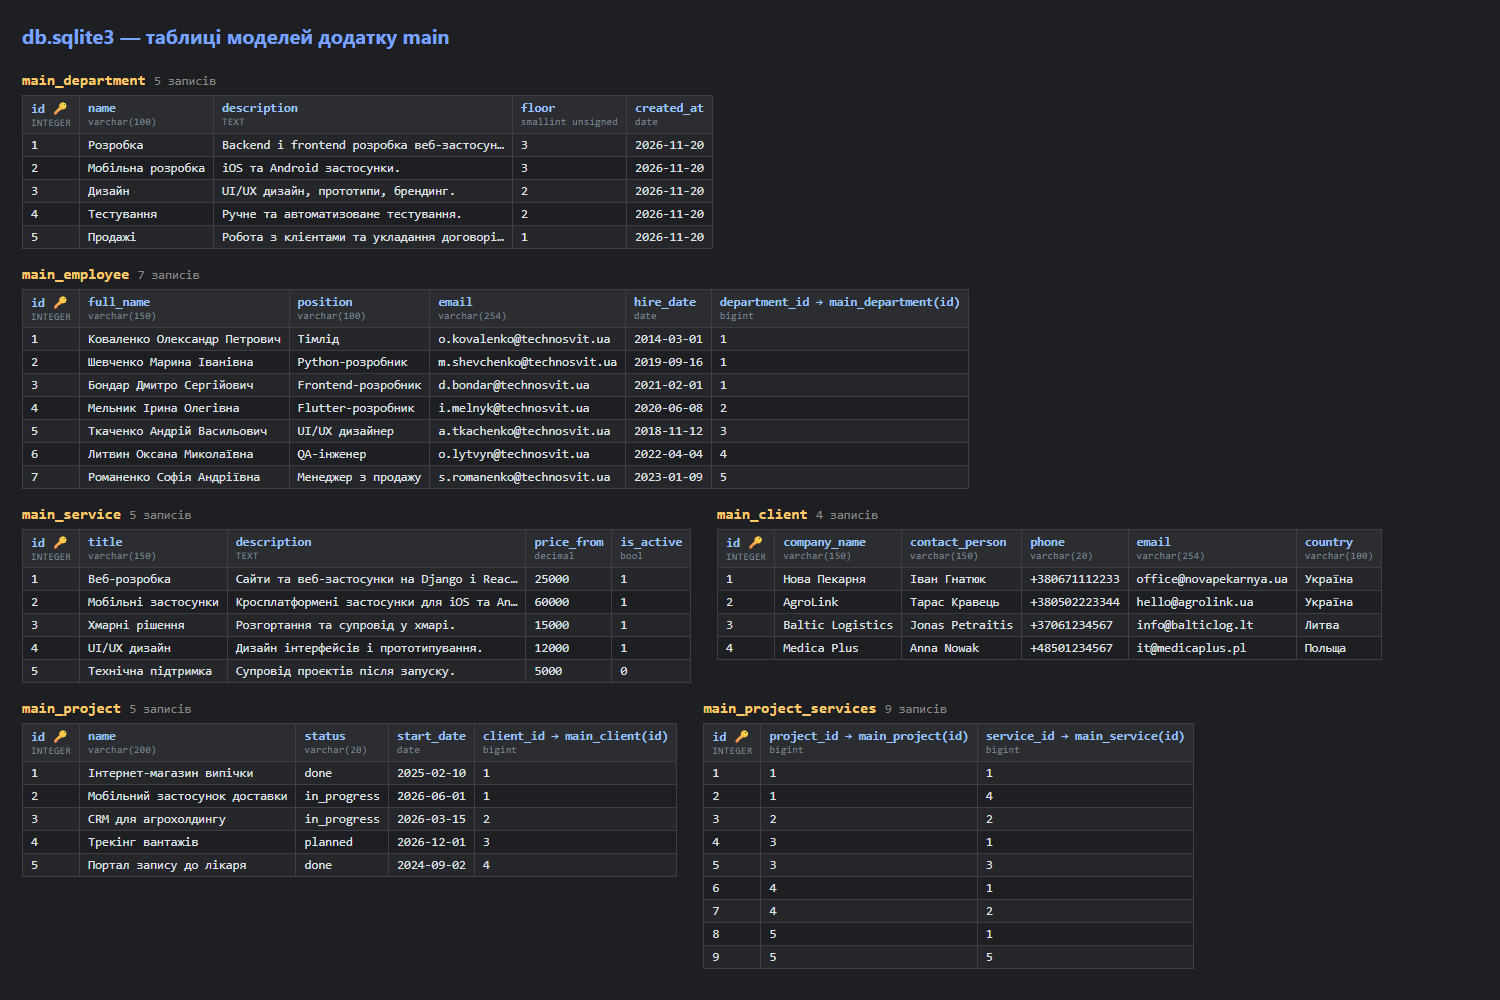 db.sqlite3 — таблиці моделей додатку main
main_department 5 записів
id 🔑 name description floor created_at
INTEGER varchar(100) TEXT smallint unsigned date
1 Розробка Backend і frontend розробка веб-застосун… 3 2026-11-20
2 Мобільна розробка iOS та Android застосунки. 3 2026-11-20
3 Дизайн UI/UX дизайн, прототипи, брендинг. 2 2026-11-20
4 Тестування Ручне та автоматизоване тестування. 2 2026-11-20
5 Продажі Робота з клієнтами та укладання договорі… 1 2026-11-20
main_employee 7 записів
id 🔑 full_name position email hire_date department_id → main_department(id)
INTEGER varchar(150) varchar(100) varchar(254) date bigint
1 Коваленко Олександр Петрович Тімлід o.kovalenko@technosvit.ua 2014-03-01 1
2 Шевченко Марина Іванівна Python-розробник m.shevchenko@technosvit.ua 2019-09-16 1
3 Бондар Дмитро Сергійович Frontend-розробник d.bondar@technosvit.ua 2021-02-01 1
4 Мельник Ірина Олегівна Flutter-розробник i.melnyk@technosvit.ua 2020-06-08 2
5 Ткаченко Андрій Васильович UI/UX дизайнер a.tkachenko@technosvit.ua 2018-11-12 3
6 Литвин Оксана Миколаївна QA-інженер o.lytvyn@technosvit.ua 2022-04-04 4
7 Романенко Софія Андріївна Менеджер з продажу s.romanenko@technosvit.ua 2023-01-09 5
main_service 5 записів
id 🔑 title description price_from is_active
INTEGER varchar(150) TEXT decimal bool
1 Веб-розробка Сайти та веб-застосунки на Django і Reac… 25000 1
2 Мобільні застосунки Кросплатформені застосунки для iOS та An… 60000 1
3 Хмарні рішення Розгортання та супровід у хмарі. 15000 1
4 UI/UX дизайн Дизайн інтерфейсів і прототипування. 12000 1
5 Технічна підтримка Супровід проєктів після запуску. 5000 0
main_client 4 записів
id 🔑 company_name contact_person phone email country
INTEGER varchar(150) varchar(150) varchar(20) varchar(254) varchar(100)
1 Нова Пекарня Іван Гнатюк +380671112233 office@novapekarnya.ua Україна
2 AgroLink Тарас Кравець +380502223344 hello@agrolink.ua Україна
3 Baltic Logistics Jonas Petraitis +37061234567 info@balticlog.lt Литва
4 Medica Plus Anna Nowak +48501234567 it@medicaplus.pl Польща
main_project 5 записів
id 🔑 name status start_date client_id → main_client(id)
INTEGER varchar(200) varchar(20) date bigint
1 Інтернет-магазин випічки done 2025-02-10 1
2 Мобільний застосунок доставки in_progress 2026-06-01 1
3 CRM для агрохолдингу in_progress 2026-03-15 2
4 Трекінг вантажів planned 2026-12-01 3
5 Портал запису до лікаря done 2024-09-02 4
main_project_services 9 записів
id 🔑 project_id → main_project(id) service_id → main_service(id)
INTEGER bigint bigint
1 1 1
2 1 4
3 2 2
4 3 1
5 3 3
6 4 1
7 4 2
8 5 1
9 5 5